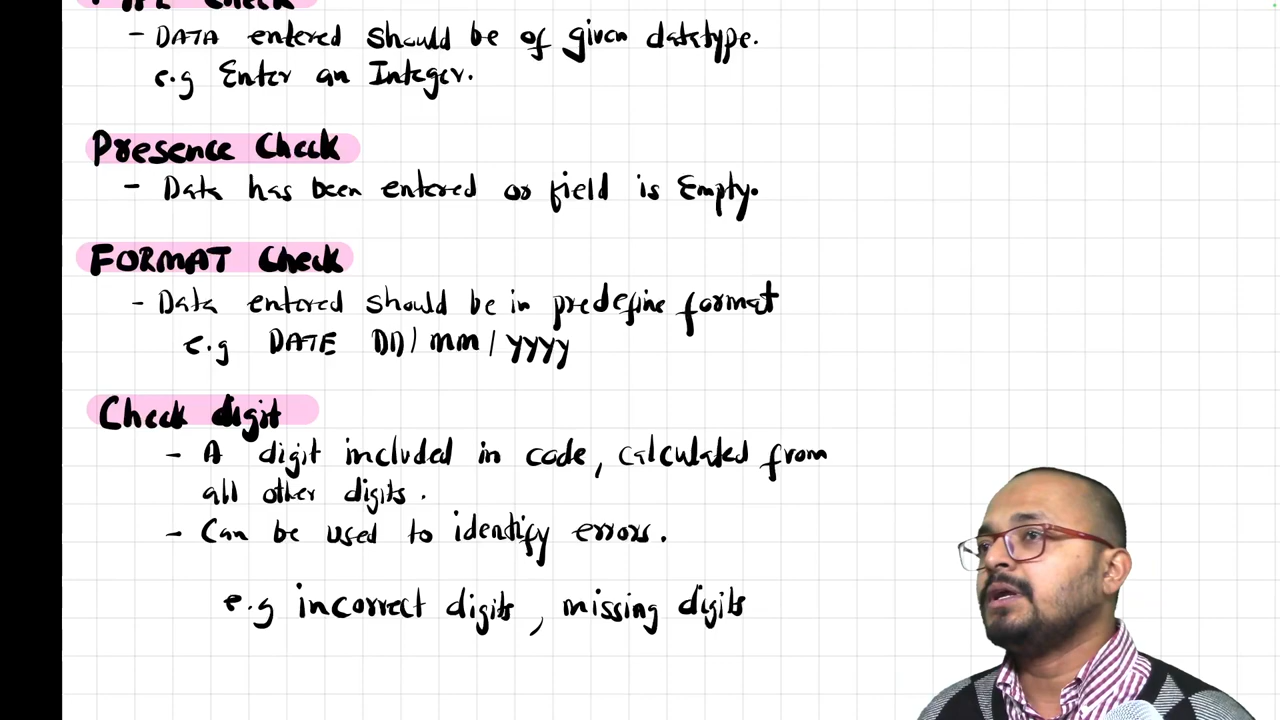 Check
- DATA entered should be of given datatype.
e.g Enter an Integer.
Presence Check
- Data has been entered or field is Empty.
FORMAT Check
- Data entered should be in predefine format
e.g DATE DD/mm/yyyy
Check digit
- A digit included in code, calculated from
all other digits.
- Can be used to identify errors.
e.g incorrect digits, missing digits